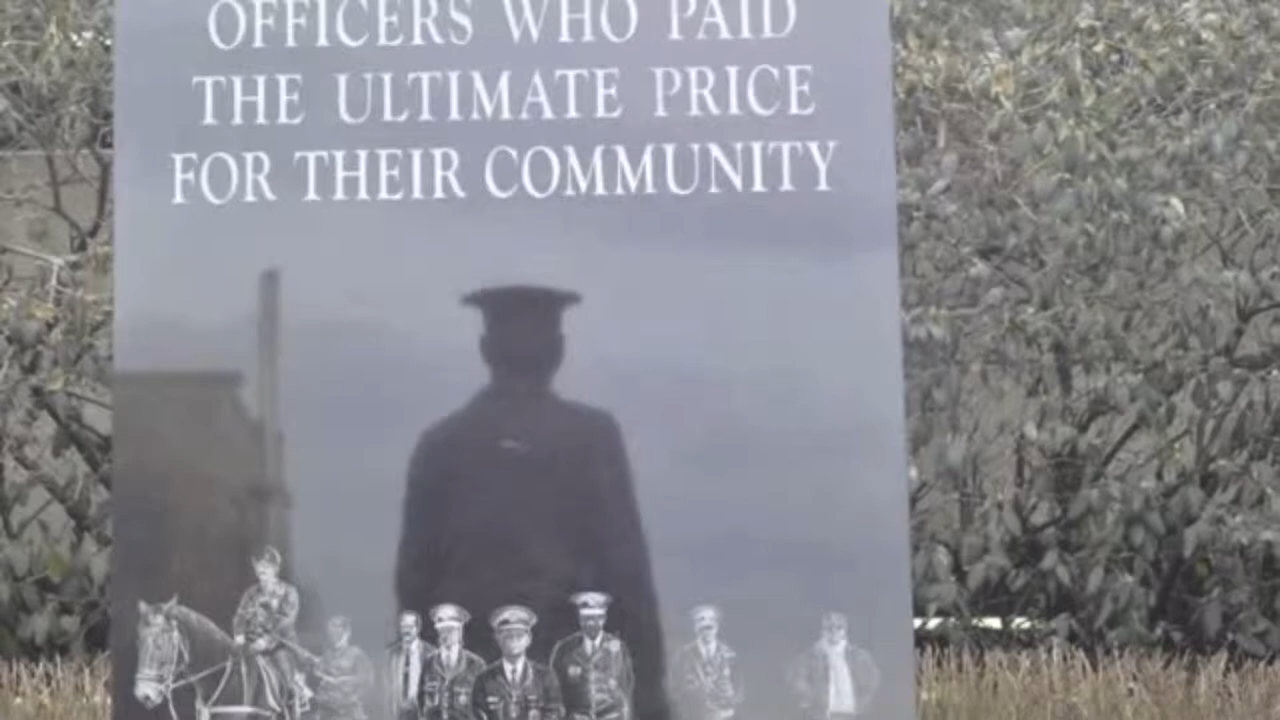 OFFICERS WHO PAID
THE ULTIMATE PRICE
FOR THEIR COMMUNITY